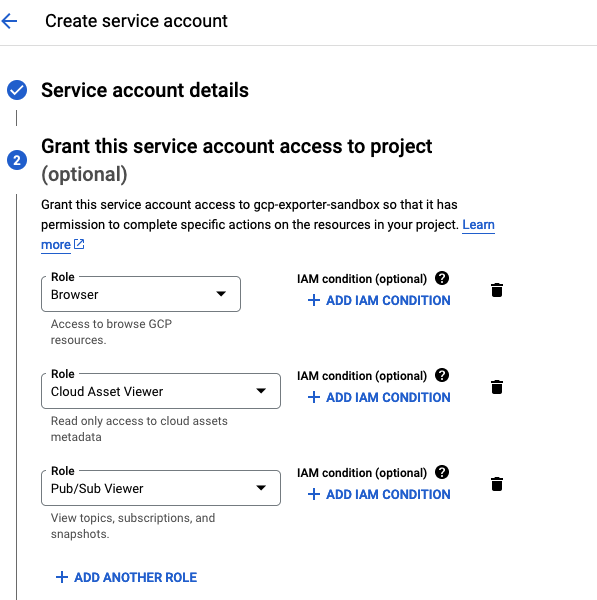 Create service account
Service account details
2
Grant this service account access to project
(optional)
Grant this service account access to gcp-exporter-sandbox so that it has
permission to complete specific actions on the resources in your project. Learn
more
Role
Browser
IAM condition (optional) ?
+ ADD IAM CONDITION
Access to browse GCP
resources.
Role
Cloud Asset Viewer
IAM condition (optional) ?
+ ADD IAM CONDITION
Read only access to cloud assets
metadata
Role
Pub/Sub Viewer
IAM condition (optional) ?
+ ADD IAM CONDITION
View topics, subscriptions, and
snapshots.
+ ADD ANOTHER ROLE